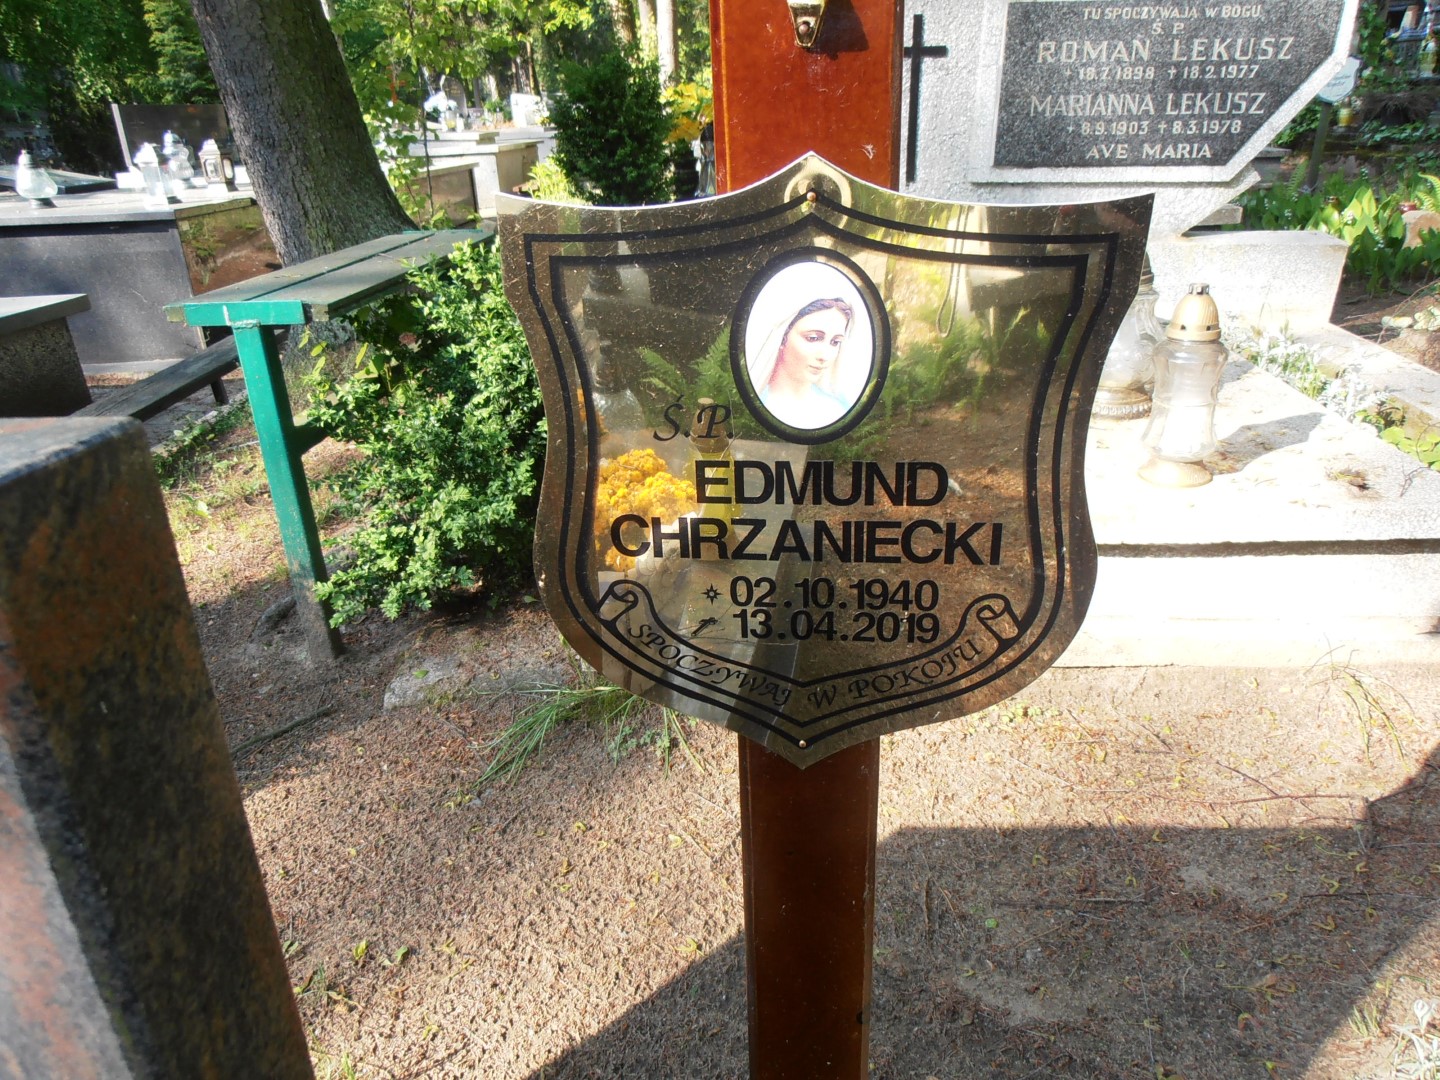 TU SPOCZYWAJĄ W BOGU
Ś. P.
ROMAN LEKUSZ
* 18.7.1898 + 18.2.1977
MARIANNA LEKUSZ
* 8.9.1903 + 8.3.1978
AVE MARIA
Ś.P.
EDMUND
CHRZANIECKI
02.10.1940
13.04.2019
SPOCZYWAJ W POKOJU